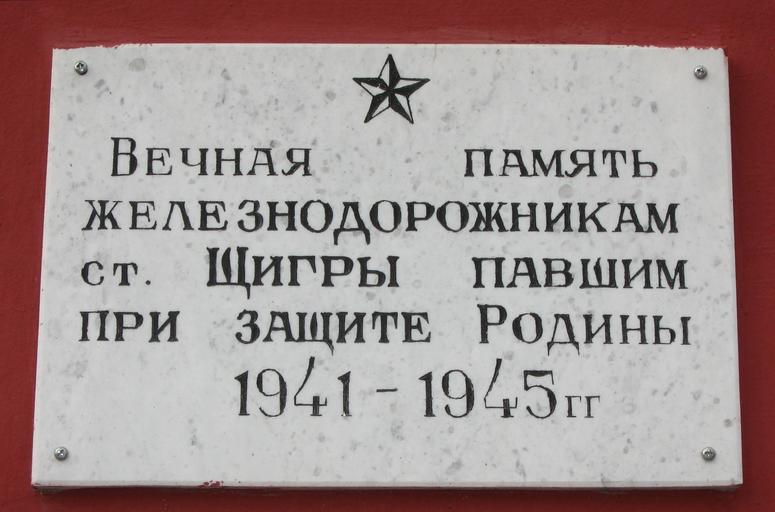 Вечная память
железнодорожникам
ст. Щигры павшим
при защите Родины
1941-1945гг